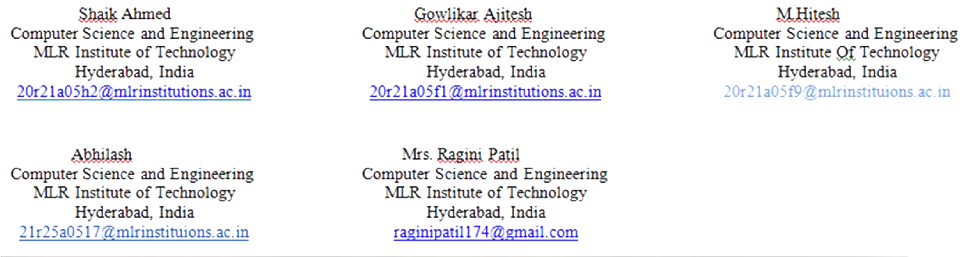 Shaik Ahmed
Computer Science and Engineering
MLR Institute of Technology
Hyderabad, India
20r21a05h2@mlrinstituions.ac.in
Gowlikar Ajitesh
Computer Science and Engineering
MLR Institute of Technology
Hyderabad, India
20r21a05f1@mlrinstitutions.ac.in
M.Hitesh
Computer Science and Engineering
MLR Institute Of Technology
Hyderabad, India
20r21a05f9@mlrinstituions.ac.in
Abhilash
Computer Science and Engineering
MLR Institute of Technology
Hyderabad, India
21r25a0517@mlrinstituions.ac.in
Mrs. Ragini Patil
Computer Science and Engineering
MLR Institute of Technology
Hyderabad, India
raginipatil174@gmail.com